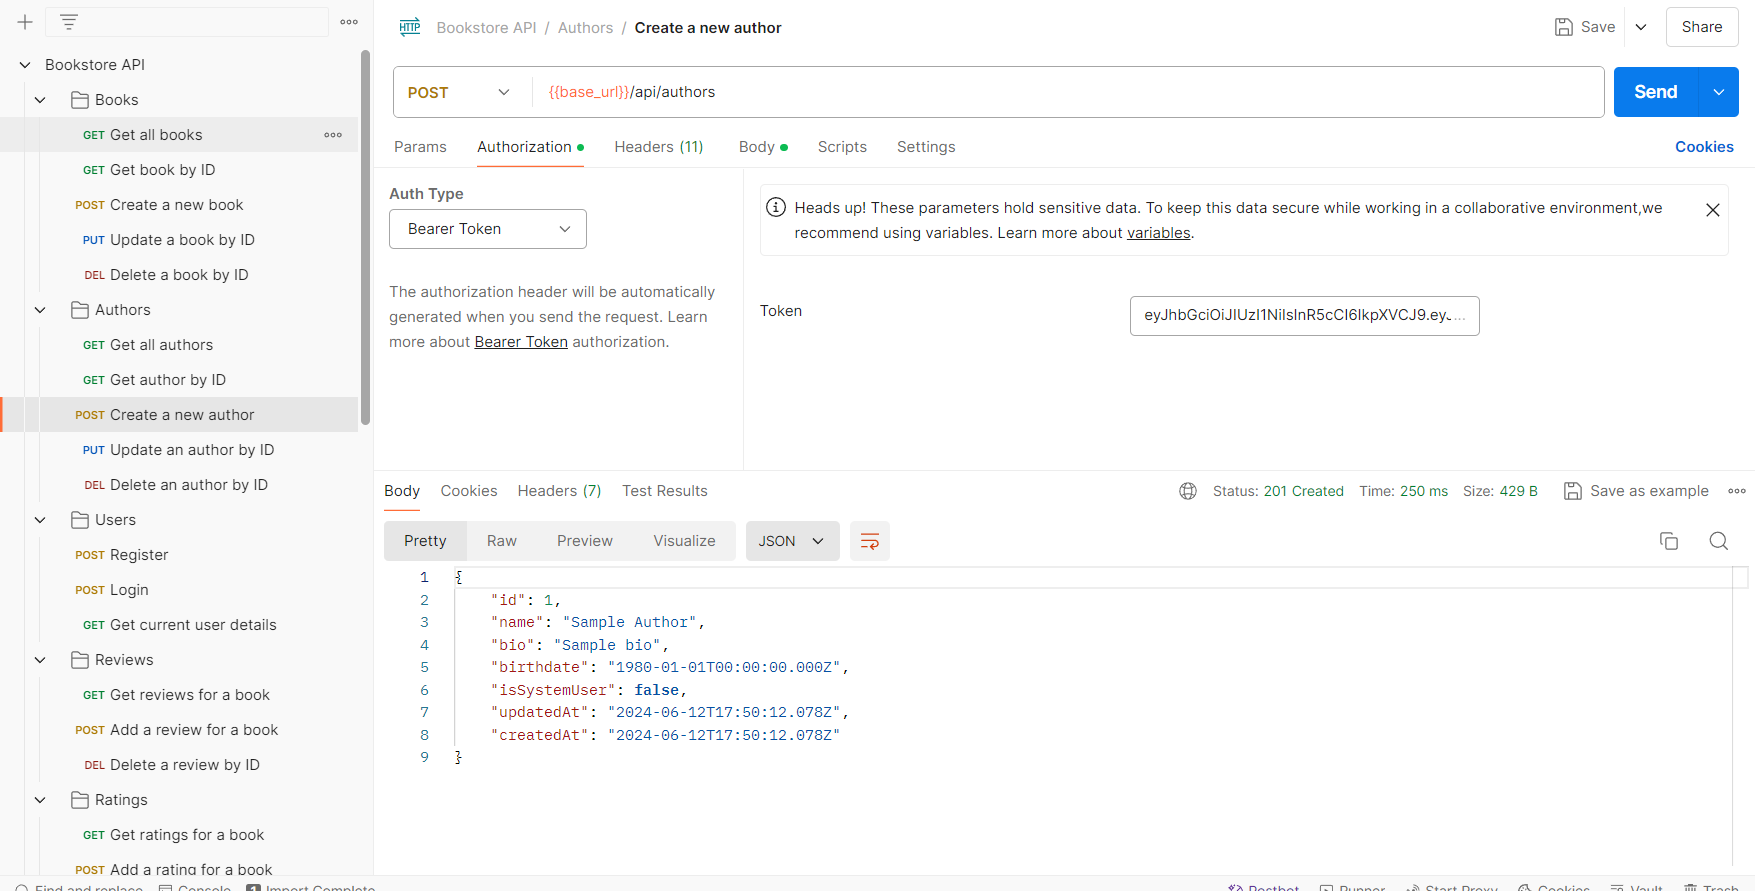 Bookstore API
Books
GET Get all books
GET Get book by ID
POST Create a new book
PUT Update a book by ID
DEL Delete a book by ID
Authors
GET Get all authors
GET Get author by ID
POST Create a new author
PUT Update an author by ID
DEL Delete an author by ID
Users
POST Register
POST Login
GET Get current user details
Reviews
GET Get reviews for a book
POST Add a review for a book
DEL Delete a review by ID
Ratings
GET Get ratings for a book
POST Add a rating for a book
HTTP Bookstore API / Authors / Create a new author
Save Share
POST {{base_url}}/api/authors Send
Params Authorization Headers (11) Body Scripts Settings Cookies
Auth Type
Bearer Token
The authorization header will be automatically
generated when you send the request. Learn
more about Bearer Token authorization.
Heads up! These parameters hold sensitive data. To keep this data secure while working in a collaborative environment,we
recommend using variables. Learn more about variables.
Token eyJhbGciOiJIUzI1NiIsInR5cCI6IkpXVCJ9.eyJ...
Body Cookies Headers (7) Test Results Status: 201 Created Time: 250 ms Size: 429 B Save as example
Pretty Raw Preview Visualize JSON
1 {
2 "id": 1,
3 "name": "Sample Author",
4 "bio": "Sample bio",
5 "birthdate": "1980-01-01T00:00:00.000Z",
6 "isSystemUser": false,
7 "updatedAt": "2024-06-12T17:50:12.078Z",
8 "createdAt": "2024-06-12T17:50:12.078Z"
9 }
Find and replace Console 1 Import Complete Postbot Runner Start Proxy Cookies Vault Trash